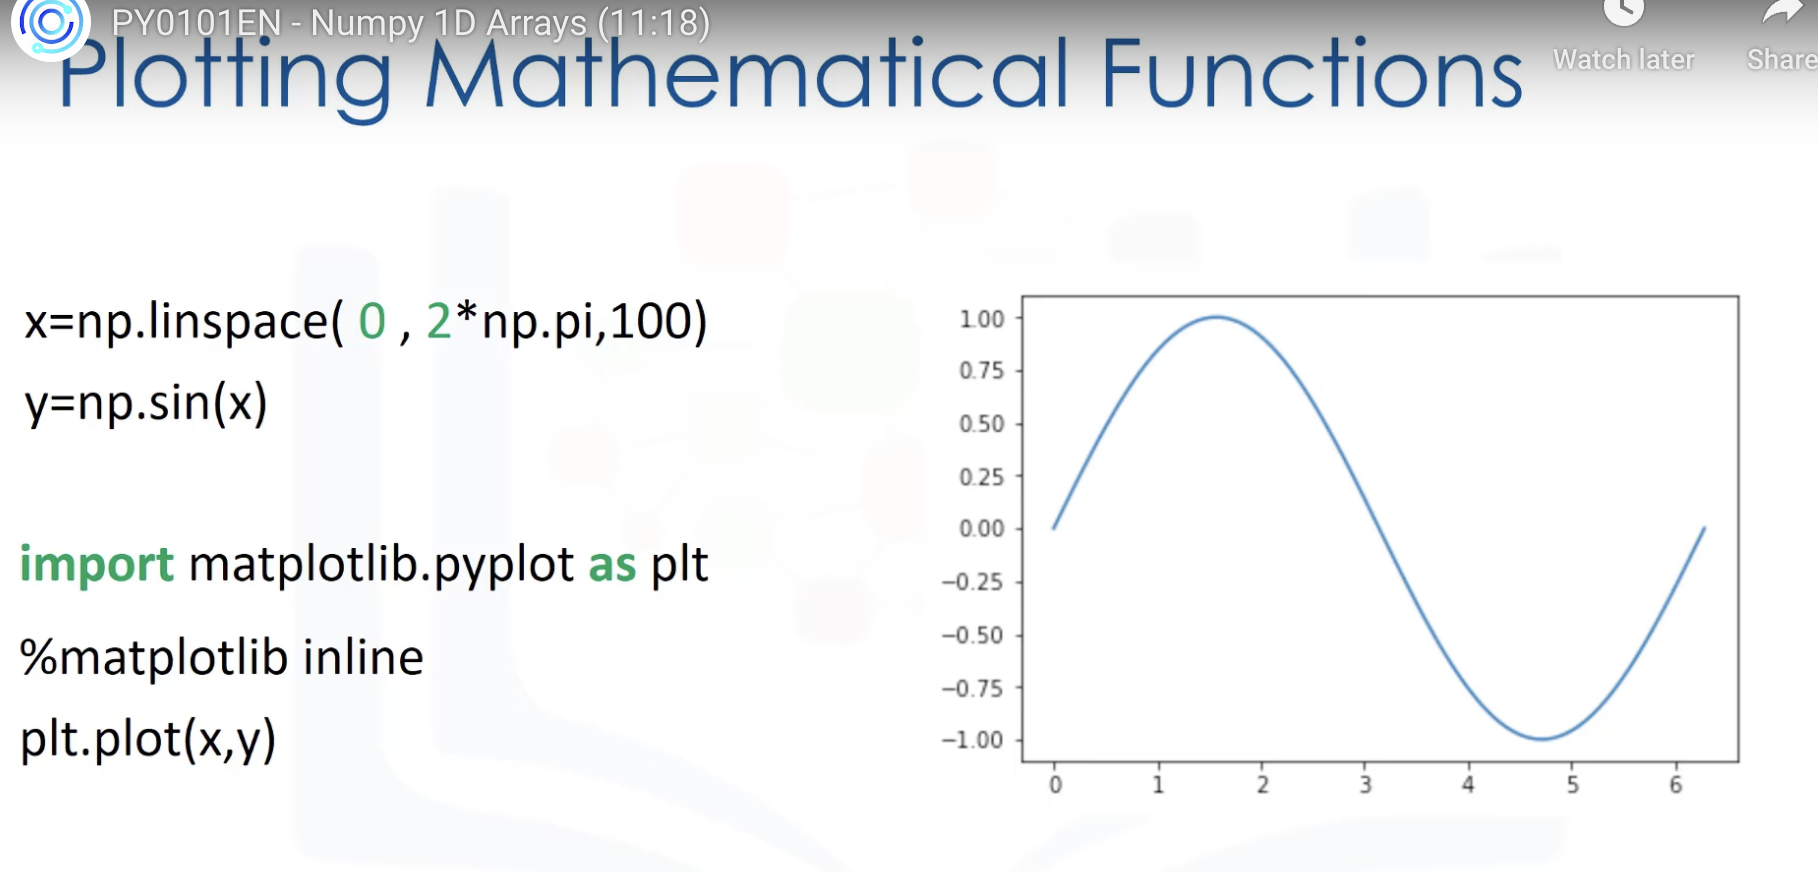 PY0101EN - Numpy 1D Arrays (11:18)
Watch later
Share
Plotting Mathematical Functions
x=np.linspace( 0 , 2*np.pi,100)
y=np.sin(x)
import matplotlib.pyplot as plt
%matplotlib inline
plt.plot(x,y)
1.00
0.75
0.50
0.25
0.00
−0.25
−0.50
−0.75
−1.00
0 1 2 3 4 5 6